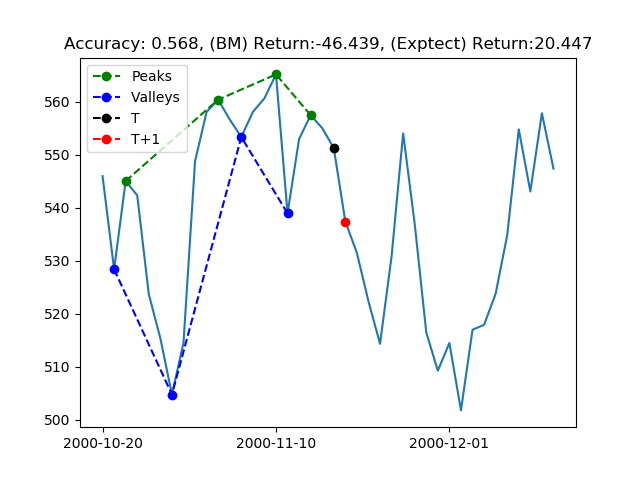 Accuracy: 0.568, (BM) Return:-46.439, (Exptect) Return:20.447
Peaks
Valleys
T
T+1
560
550
540
530
520
510
500
2000-10-20
2000-11-10
2000-12-01